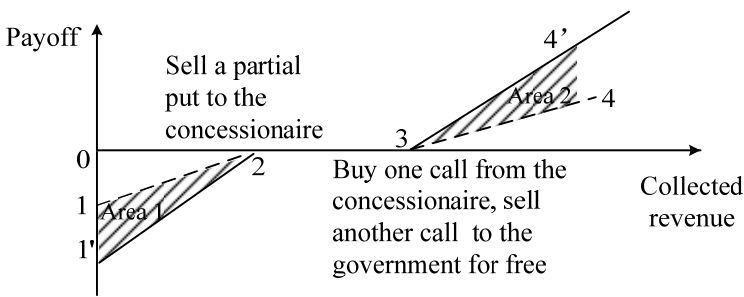 Payoff
4’
Sell a partial
put to the
concessionaire
Area 2
4
3
0
2
1
Area 1
1'
Buy one call from the
concessionaire, sell
another call to the
government for free
Collected
revenue